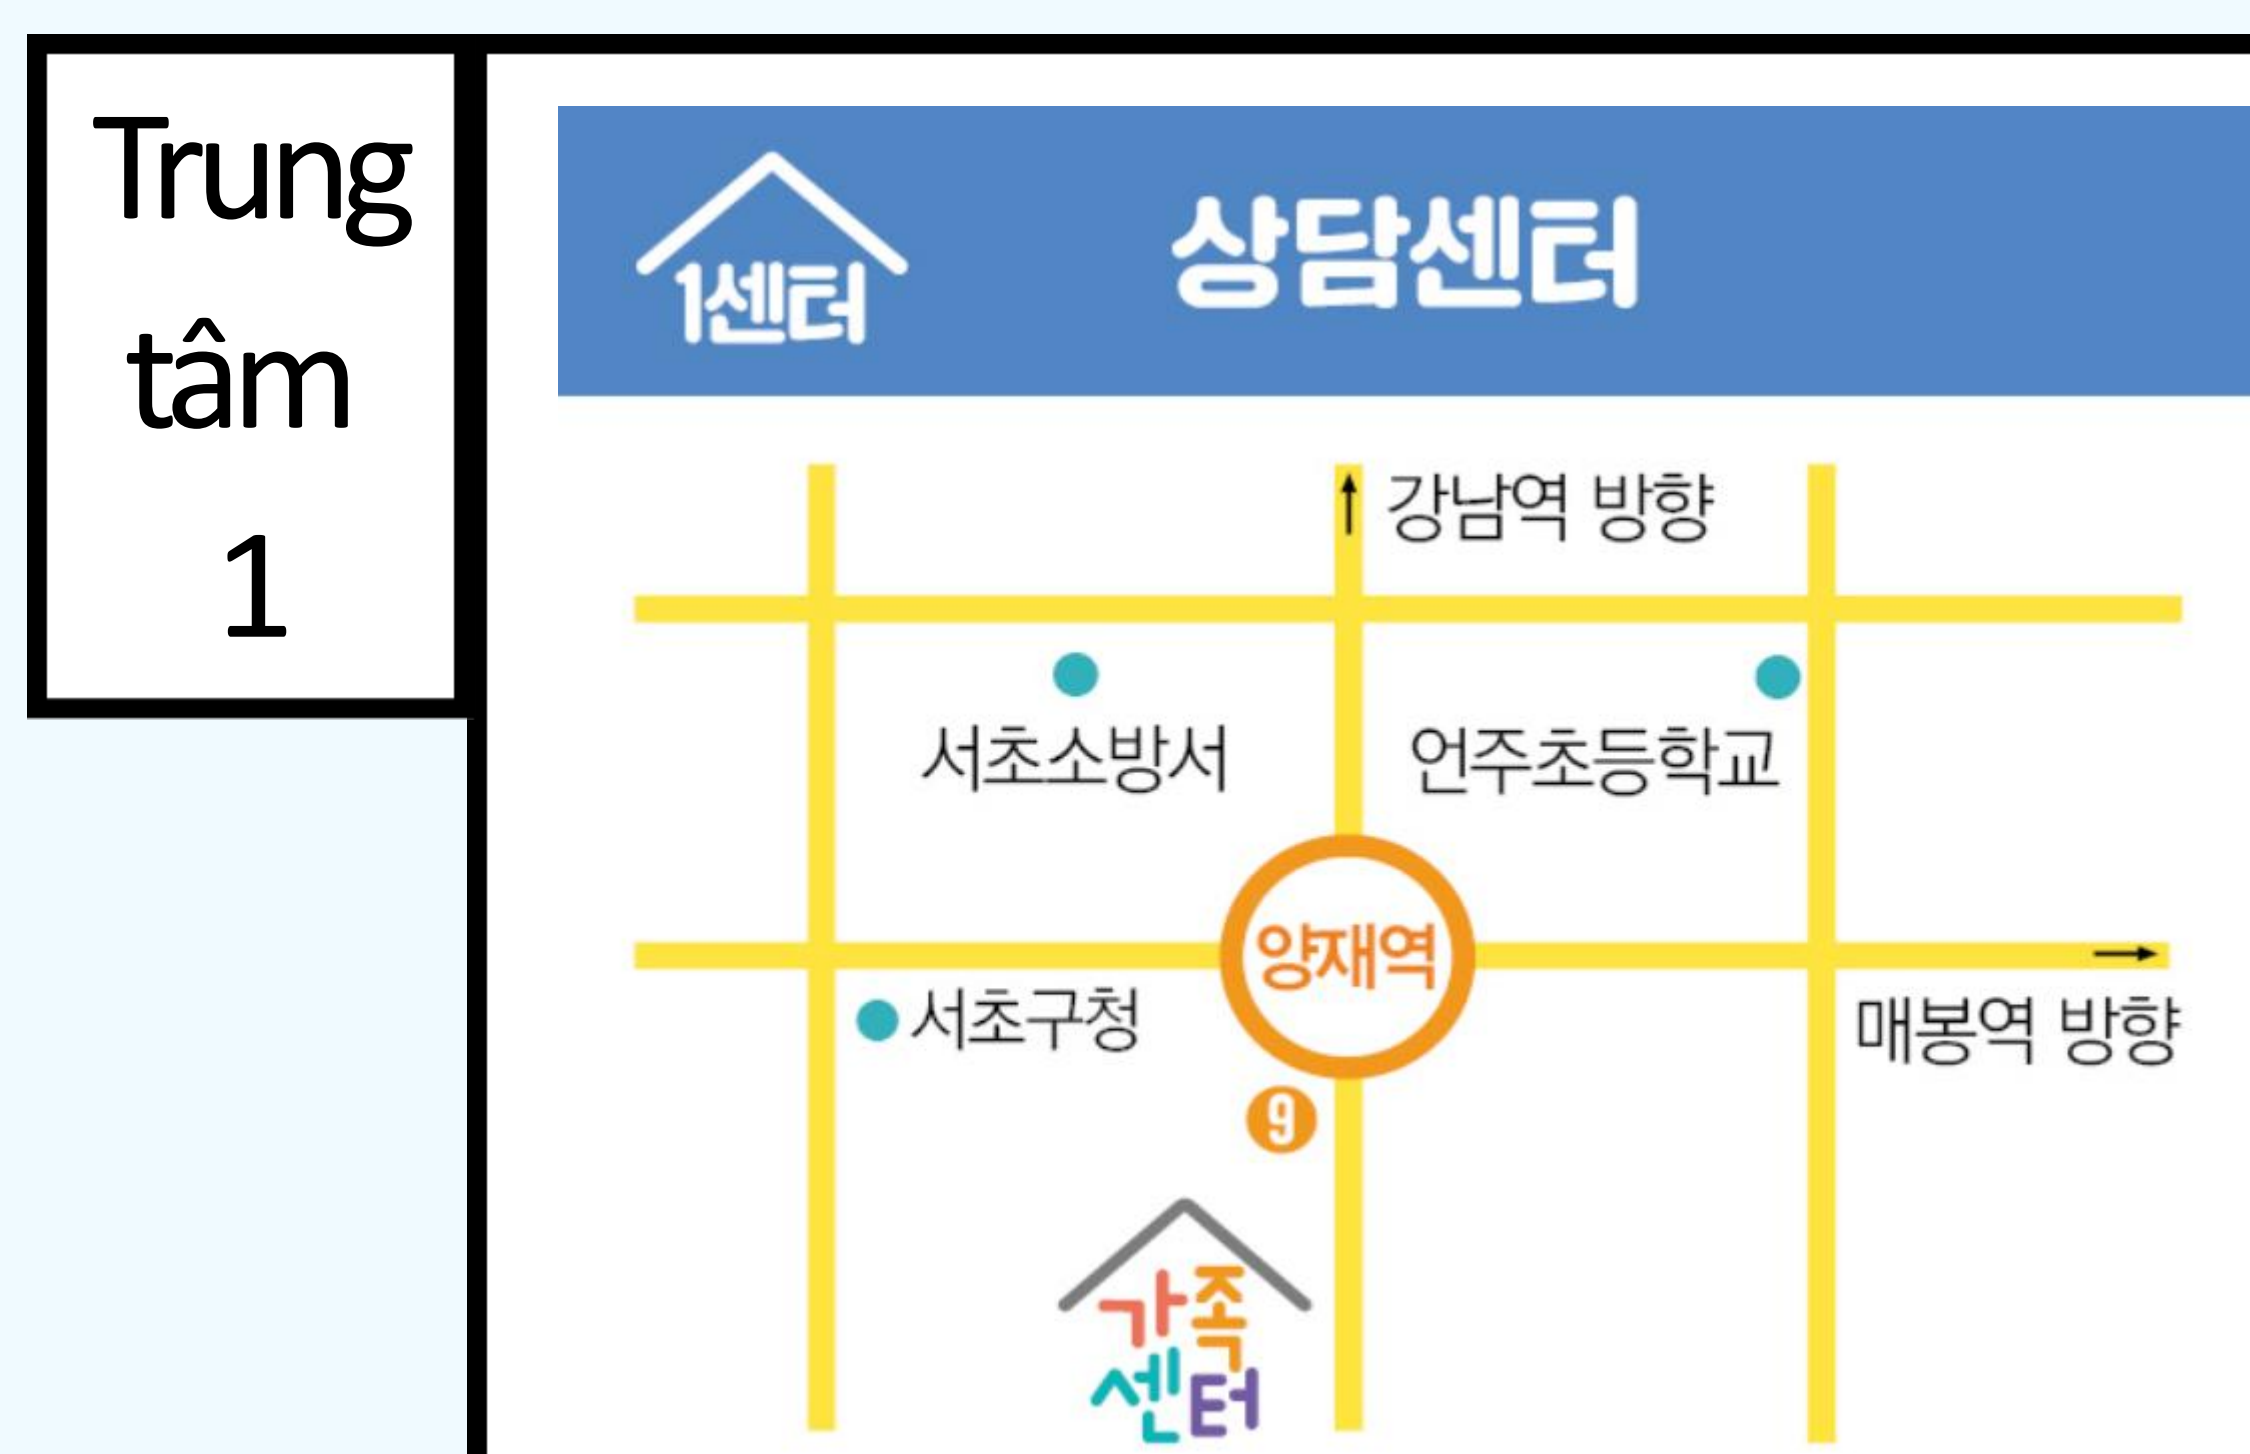 Trung
tâm
1
1센터
상담센터
강남역 방향
서초소방서
언주초등학교
양재역
서초구청
매봉역 방향
9
가족
센터